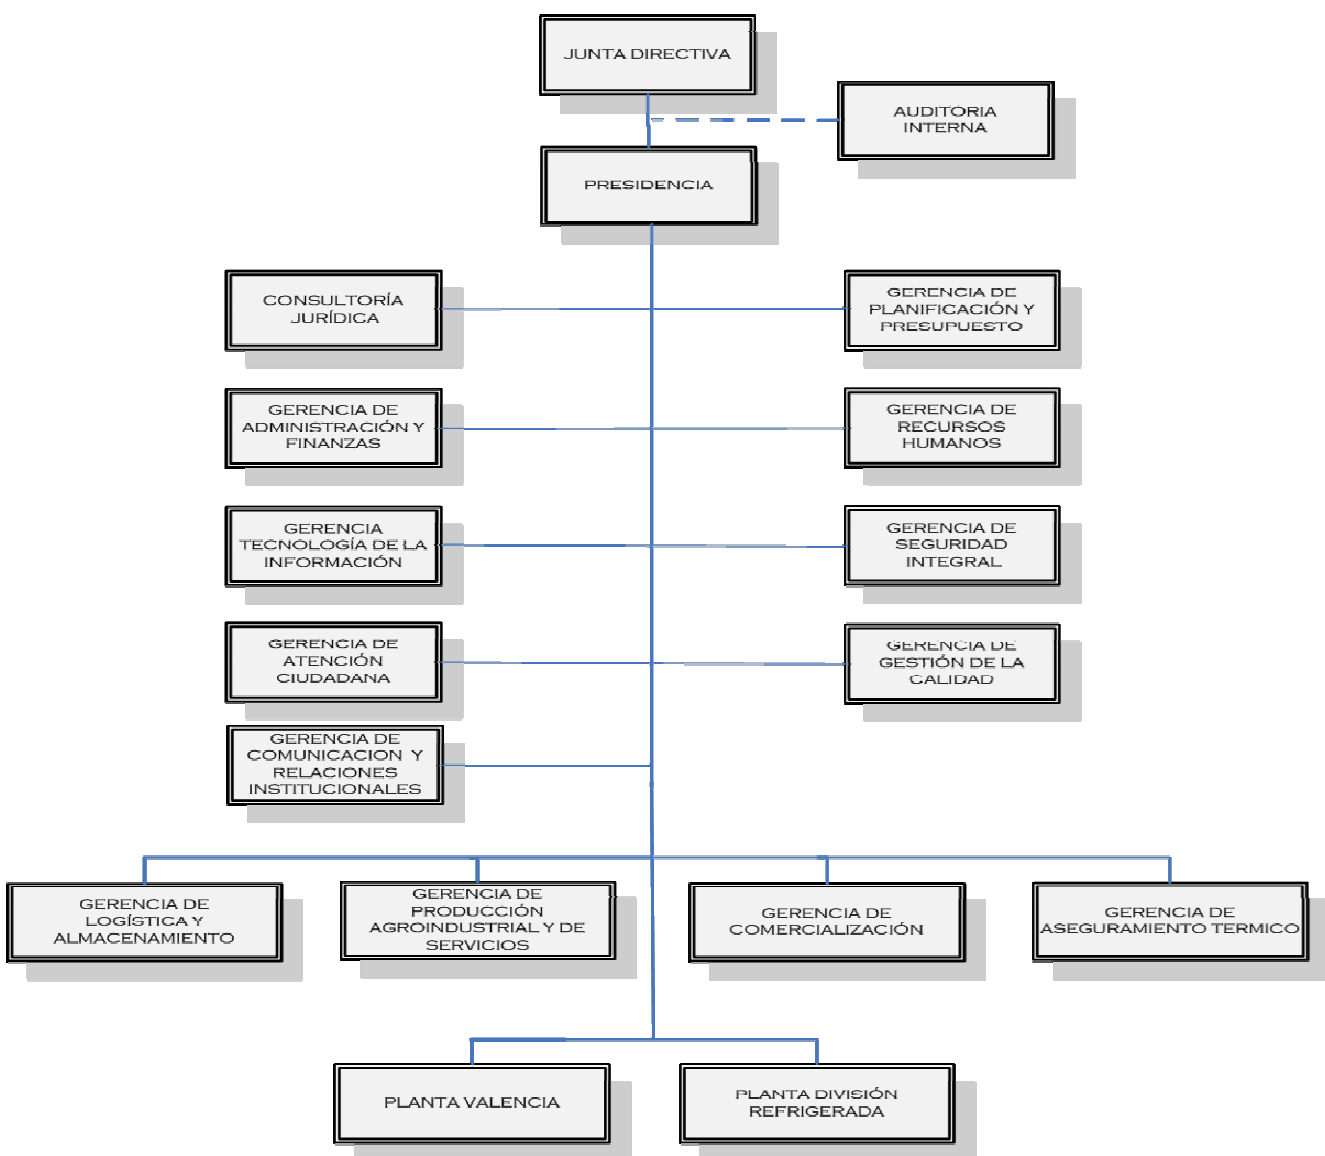 JUNTA DIRECTIVA
AUDITORIA
INTERNA
PRESIDENCIA
CONSULTORÍA
JURÍDICA
GERENCIA DE
PLANIFICACIÓN Y
PRESUPUESTO
GERENCIA DE
ADMINISTRACIÓN Y
FINANZAS
GERENCIA DE
RECURSOS
HUMANOS
GERENCIA
TECNOLOGÍA DE LA
INFORMACIÓN
GERENCIA DE
SEGURIDAD
INTEGRAL
GERENCIA DE
ATENCIÓN
CIUDADANA
GERENCIA DE
GESTIÓN DE LA
CALIDAD
GERENCIA DE
COMUNICACION Y
RELACIONES
INSTITUCIONALES
GERENCIA DE
LOGÍSTICA Y
ALMACENAMIENTO
GERENCIA DE
PRODUCCIÓN
AGROINDUSTRIAL Y DE
SERVICIOS
GERENCIA DE
COMERCIALIZACIÓN
GERENCIA DE
ASEGURAMIENTO TERMICO
PLANTA VALENCIA
PLANTA DIVISIÓN
REFRIGERADA